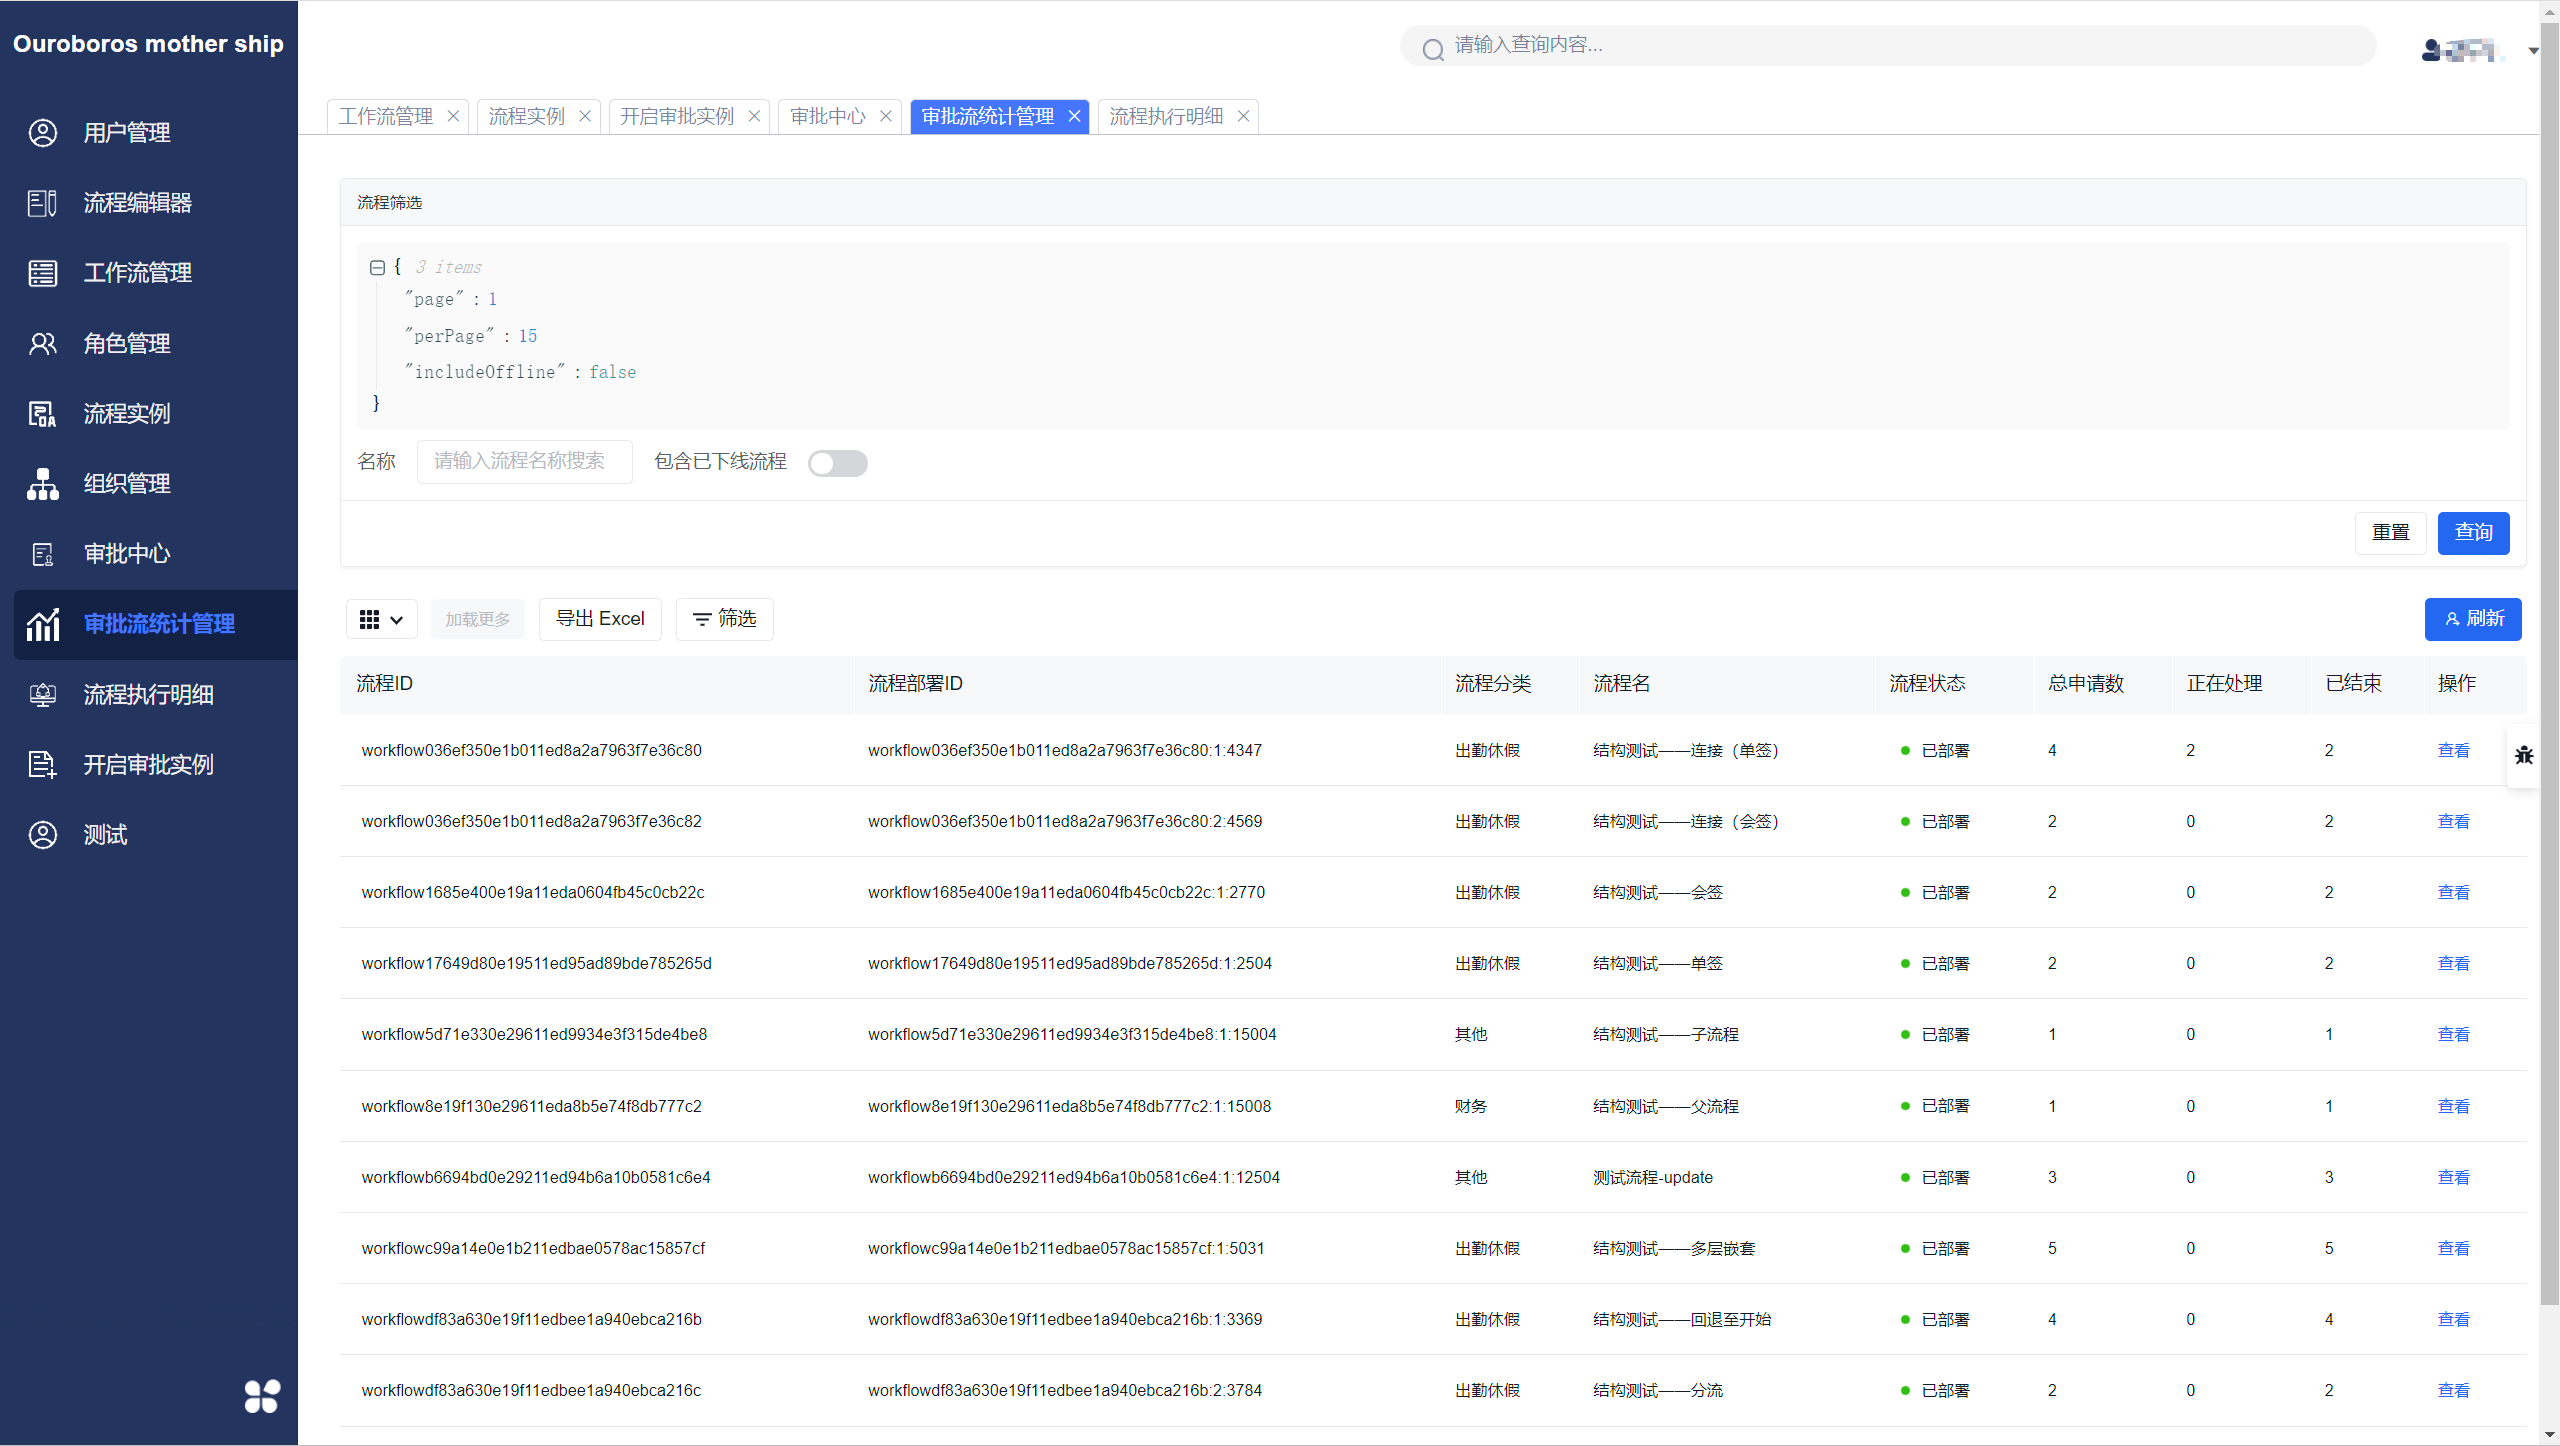 Ouroboros mother ship
请输入查询内容...
用户管理
流程编辑器
工作流管理
角色管理
流程实例
组织管理
审批中心
审批流统计管理
流程执行明细
开启审批实例
测试
工作流管理 流程实例 开启审批实例 审批中心 审批流统计管理 流程执行明细
流程筛选
{ 3 items
"page" : 1
"perPage" : 15
"includeOffline" : false
}
名称 请输入流程名称搜索 包含已下线流程
重置 查询
加载更多 导出 Excel 筛选 刷新
流程ID 流程部署ID 流程分类 流程名 流程状态 总申请数 正在处理 已结束 操作
workflow036ef350e1b011ed8a2a7963f7e36c80 workflow036ef350e1b011ed8a2a7963f7e36c80:1:4347 出勤休假 结构测试——连接（单签） 已部署 4 2 2 查看
workflow036ef350e1b011ed8a2a7963f7e36c82 workflow036ef350e1b011ed8a2a7963f7e36c80:2:4569 出勤休假 结构测试——连接（会签） 已部署 2 0 2 查看
workflow1685e400e19a11eda0604fb45c0cb22c workflow1685e400e19a11eda0604fb45c0cb22c:1:2770 出勤休假 结构测试——会签 已部署 2 0 2 查看
workflow17649d80e19511ed95ad89bde785265d workflow17649d80e19511ed95ad89bde785265d:1:2504 出勤休假 结构测试——单签 已部署 2 0 2 查看
workflow5d71e330e29611ed9934e3f315de4be8 workflow5d71e330e29611ed9934e3f315de4be8:1:15004 其他 结构测试——子流程 已部署 1 0 1 查看
workflow8e19f130e29611eda8b5e74f8db777c2 workflow8e19f130e29611eda8b5e74f8db777c2:1:15008 财务 结构测试——父流程 已部署 1 0 1 查看
workflowb6694bd0e29211ed94b6a10b0581c6e4 workflowb6694bd0e29211ed94b6a10b0581c6e4:1:12504 其他 测试流程-update 已部署 3 0 3 查看
workflowc99a14e0e1b211edbae0578ac15857cf workflowc99a14e0e1b211edbae0578ac15857cf:1:5031 出勤休假 结构测试——多层嵌套 已部署 5 0 5 查看
workflowdf83a630e19f11edbee1a940ebca216b workflowdf83a630e19f11edbee1a940ebca216b:1:3369 出勤休假 结构测试——回退至开始 已部署 4 0 4 查看
workflowdf83a630e19f11edbee1a940ebca216c workflowdf83a630e19f11edbee1a940ebca216b:2:3784 出勤休假 结构测试——分流 已部署 2 0 2 查看